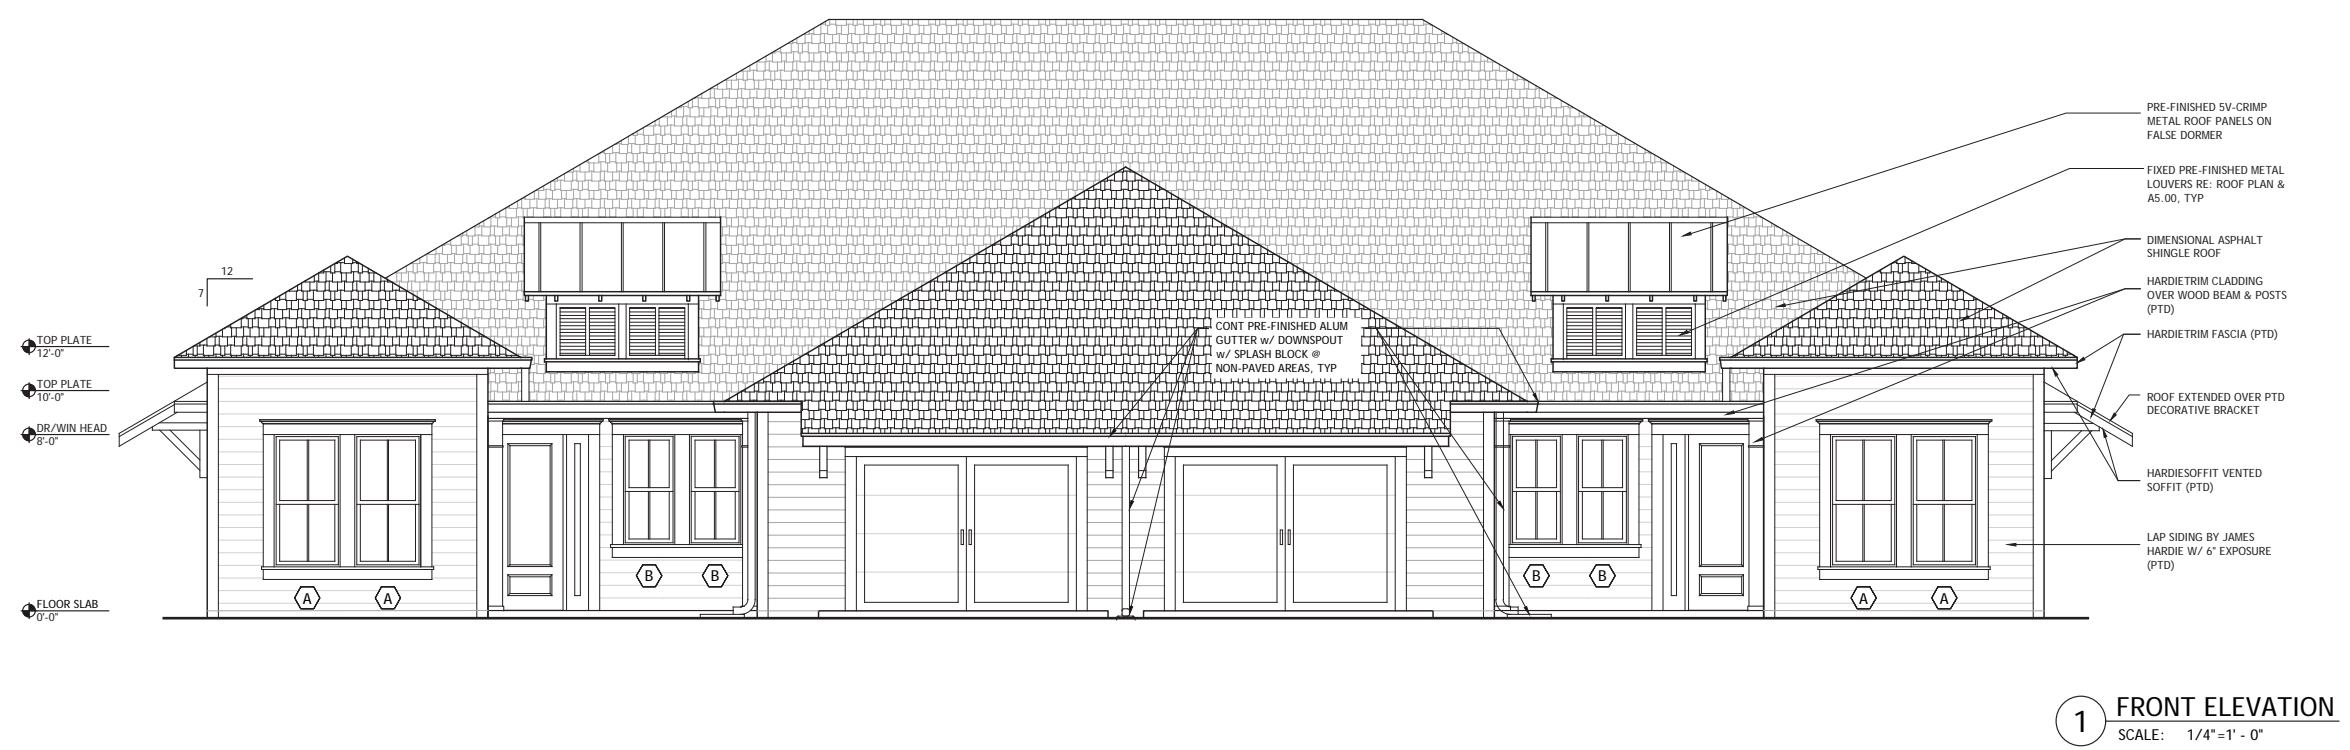 PRE-FINISHED 5V-CRIMP
METAL ROOF PANELS ON
FALSE DORMER
FIXED PRE-FINISHED METAL
LOUVERS RE: ROOF PLAN &
A5.00, TYP
DIMENSIONAL ASPHALT
SHINGLE ROOF
HARDIETRIM CLADDING
OVER WOOD BEAM & POSTS
(PTD)
HARDIETRIM FASCIA (PTD)
ROOF EXTENDED OVER PTD
DECORATIVE BRACKET
HARDIESOFFIT VENTED
SOFFIT (PTD)
LAP SIDING BY JAMES
HARDIE W/ 6" EXPOSURE
(PTD)
12
7
TOP PLATE
12'-0"
TOP PLATE
10'-0"
DR/WIN HEAD
8'-0"
FLOOR SLAB
0'-0"
CONT PRE-FINISHED ALUM
GUTTER w/ DOWNSPOUT
w/ SPLASH BLOCK @
NON-PAVED AREAS, TYP
A A
B B
B B
A A
1 FRONT ELEVATION
SCALE: 1/4"=1' - 0"